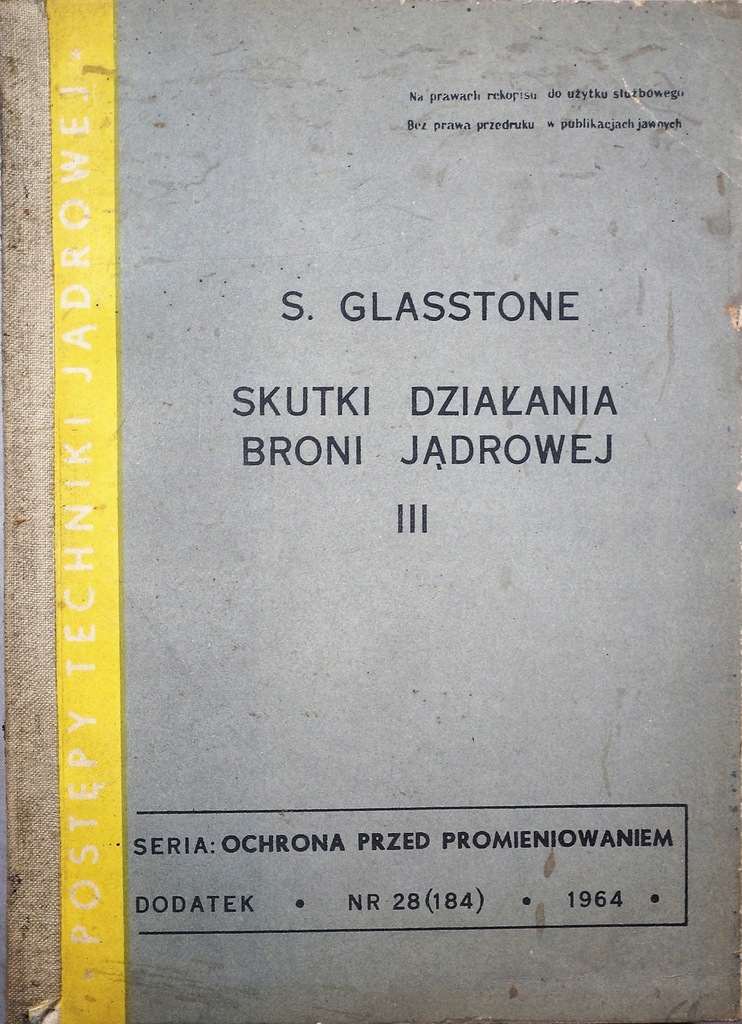 Na prawach rękopisu do użytku służbowego
Bez prawa przedruku w publikacjach jawnych
S. GLASSTONE
SKUTKI DZIAŁANIA
BRONI JĄDROWEJ
III
SERIA: OCHRONA PRZED PROMIENIOWANIEM
DODATEK • NR 28 (184) • 1964 •
• POSTĘPY TECHNIKI JĄDROWEJ •